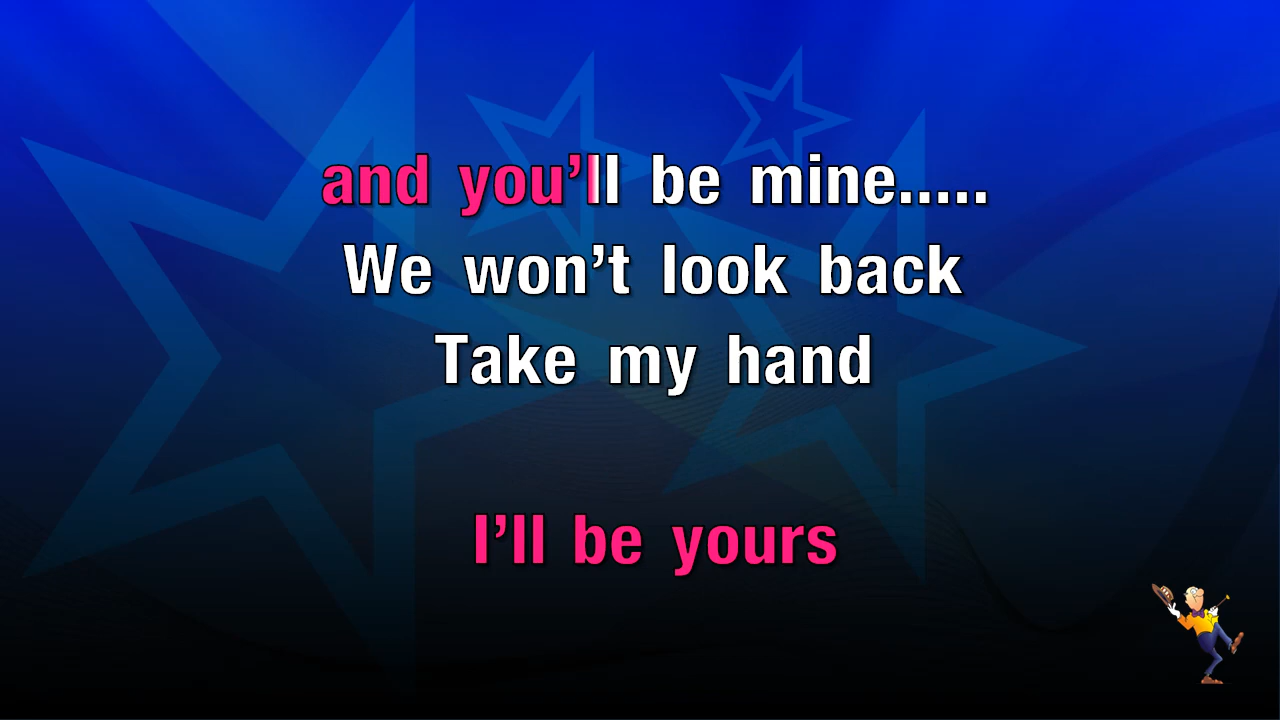 and you’ll be mine.....
We won’t look back
Take my hand
I’ll be yours